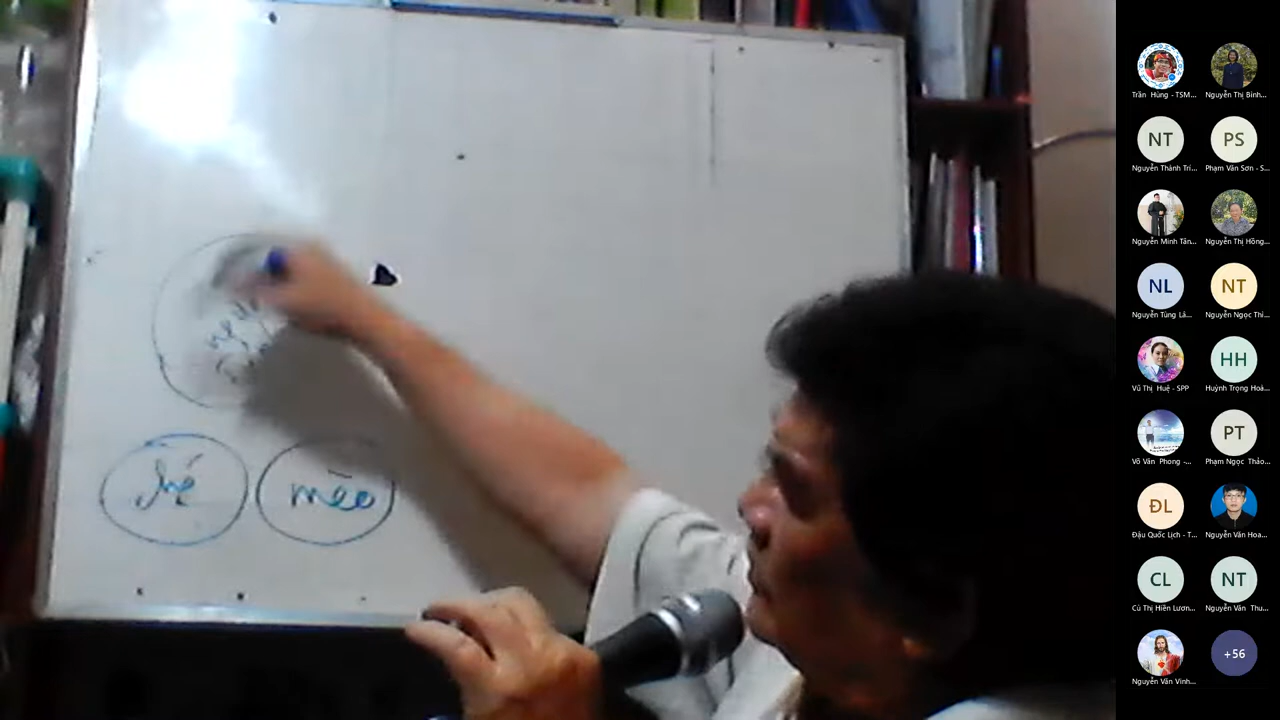 mèo
Trần Hùng - TSM...
Nguyễn Thị Bình...
NT
PS
Nguyễn Thành Trí...
Phạm Văn Sơn - S...
Nguyễn Minh Tân...
Nguyễn Thị Hồng...
NL
NT
Nguyễn Tùng Lâ...
Nguyễn Ngọc Thi...
HH
Vũ Thị Huệ - SPP
Huỳnh Trọng Hoà...
PT
Võ Văn Phong -...
Phạm Ngọc Thảo...
ĐL
Đậu Quốc Lịch - T...
Nguyễn Văn Hoa...
CL
NT
Cù Thị Hiền Lươn...
Nguyễn Văn Thu...
+56
Nguyễn Văn Vinh...